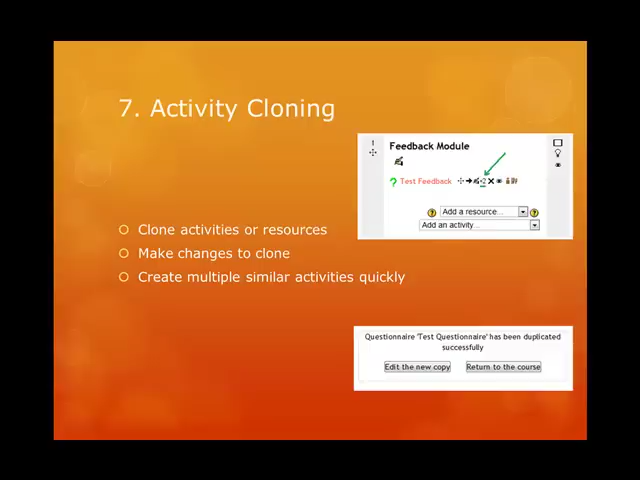 7. Activity Cloning
1
Feedback Module
Test Feedback
×2
Add a resource...
Add an activity...
Clone activities or resources
Make changes to clone
Create multiple similar activities quickly
Questionnaire 'Test Questionnaire' has been duplicated
successfully
Edit the new copy Return to the course